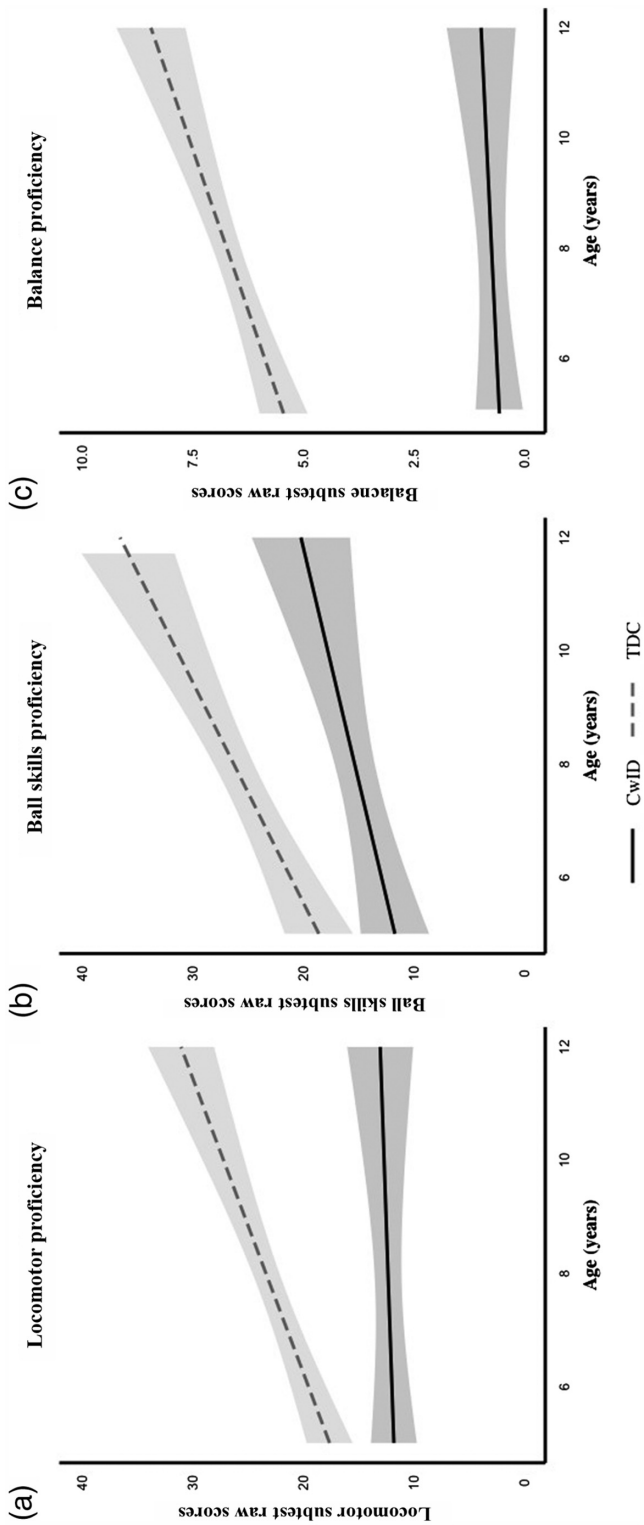 (a)
Locomotor proficiency
Locomotor subtest raw scores
40
30
20
10
0
6
8
10
12
Age (years)
(b)
Ball skills proficiency
Ball skills subtest raw scores
40
30
20
10
0
6
8
10
12
Age (years)
(c)
Balance proficiency
Balacne subtest raw scores
10.0
7.5
5.0
2.5
0.0
6
8
10
12
Age (years)
CwID
TDC